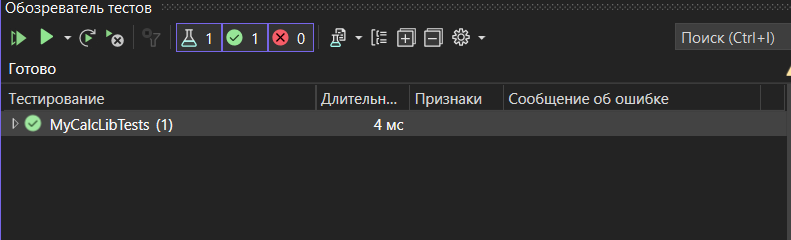 Обозреватель тестов
1 1 0 Поиск (Ctrl+I)
Готово
Тестирование Длительн... Признаки Сообщение об ошибке
MyCalcLibTests (1) 4 мс